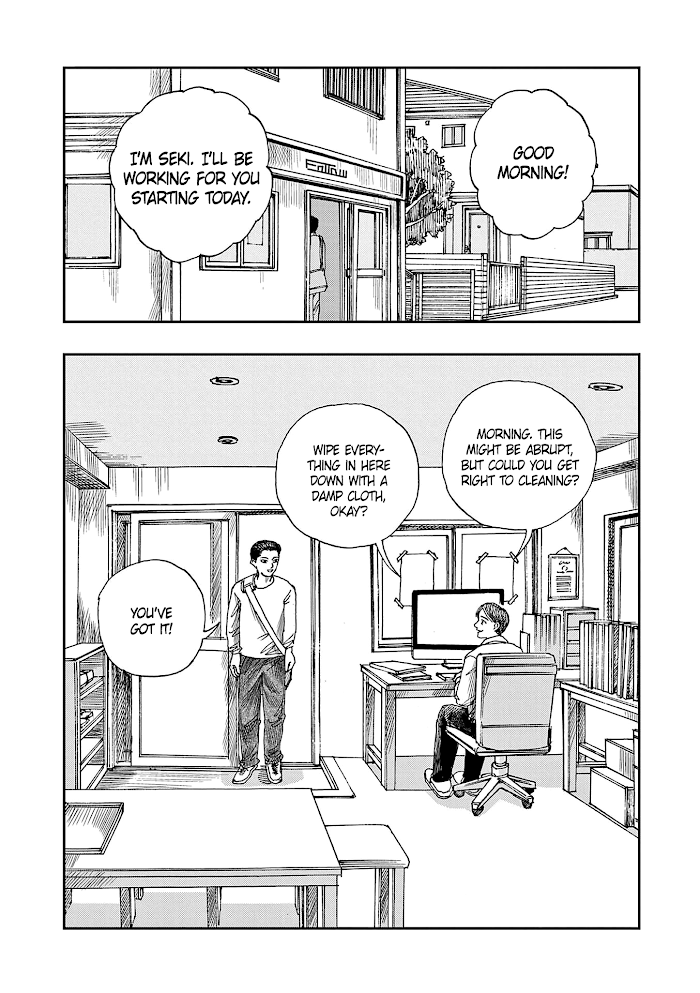 GOOD
MORNING!
I'M SEKI. I'LL BE
WORKING FOR YOU
STARTING TODAY.
MORNING. THIS
MIGHT BE ABRUPT,
BUT COULD YOU GET
RIGHT TO CLEANING?
WIPE EVERY-
THING IN HERE
DOWN WITH A
DAMP CLOTH,
OKAY?
YOU'VE
GOT IT!